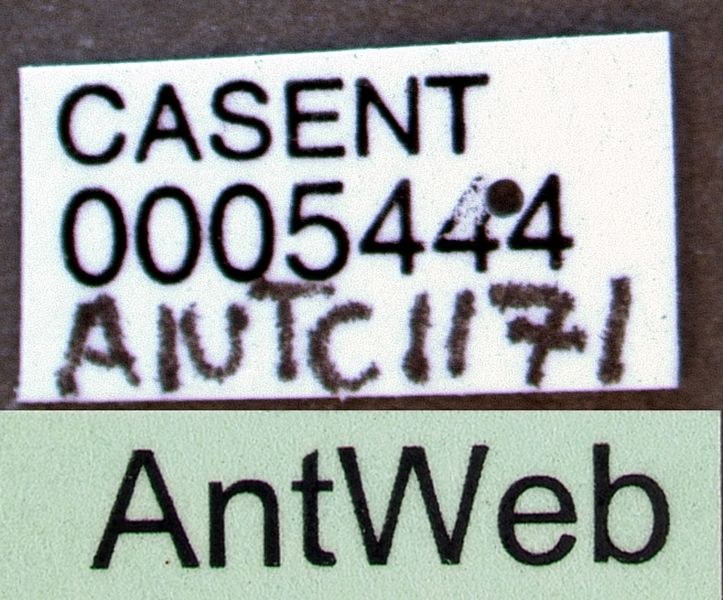 CASENT
0005444
ANTC1171
AntWeb